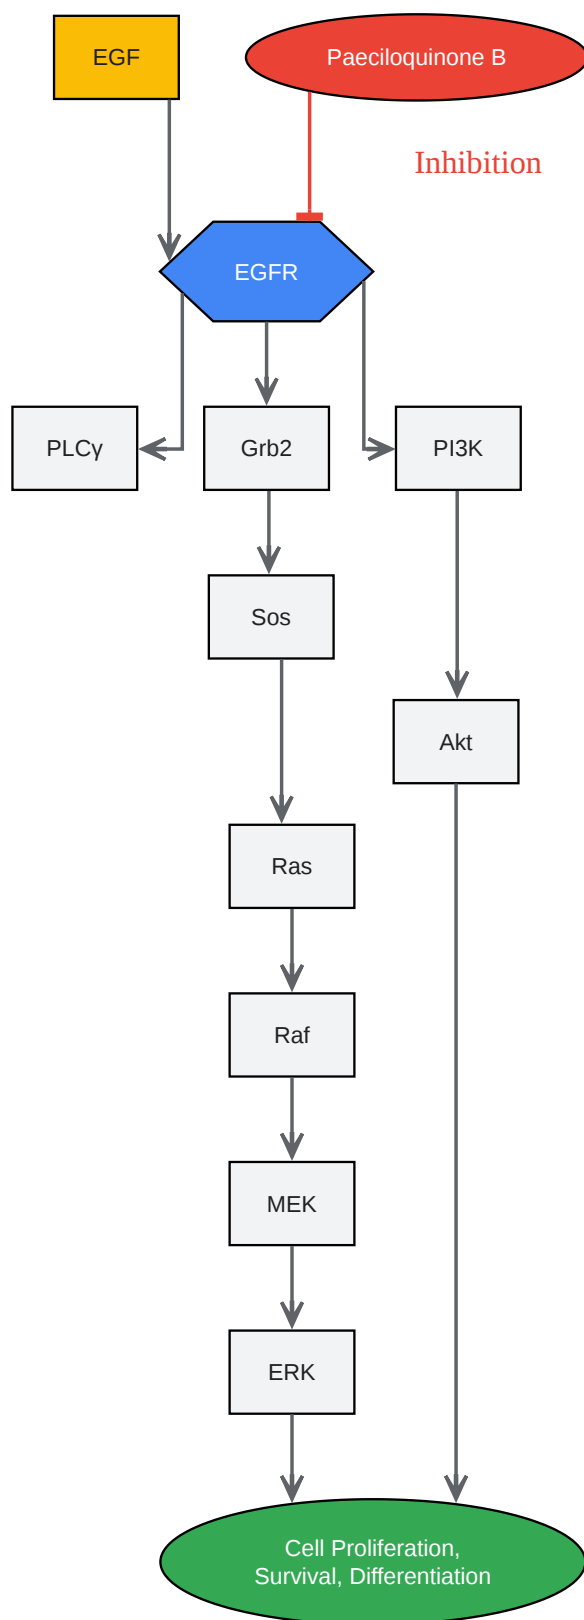 EGF
Paeciloquinone B
Inhibition
EGFR
PLCγ
Grb2
PI3K
Sos
Akt
Ras
Raf
MEK
ERK
Cell Proliferation,
Survival, Differentiation